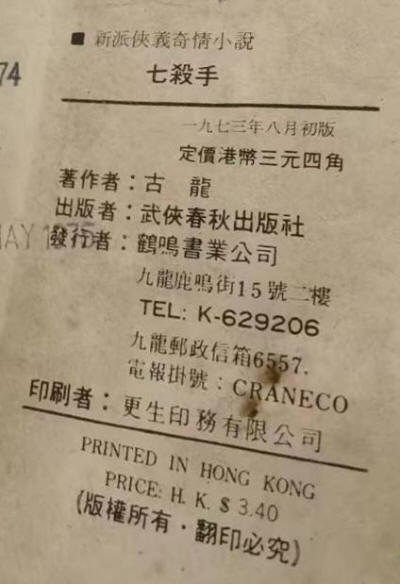 ■ 新派俠義奇情小說
七殺手
74
一九七三年八月初版
定價港幣三元四角
著作者：古 龍
出版者：武俠春秋出版社
發行者：鶴鳴書業公司
九龍鹿鳴街15號二樓
TEL: K-629206
九龍郵政信箱6557.
電報掛號：CRANECO
印刷者：更生印務有限公司
PRINTED IN HONG KONG
PRICE: H. K. $ 3.40
(版權所有·翻印必究)